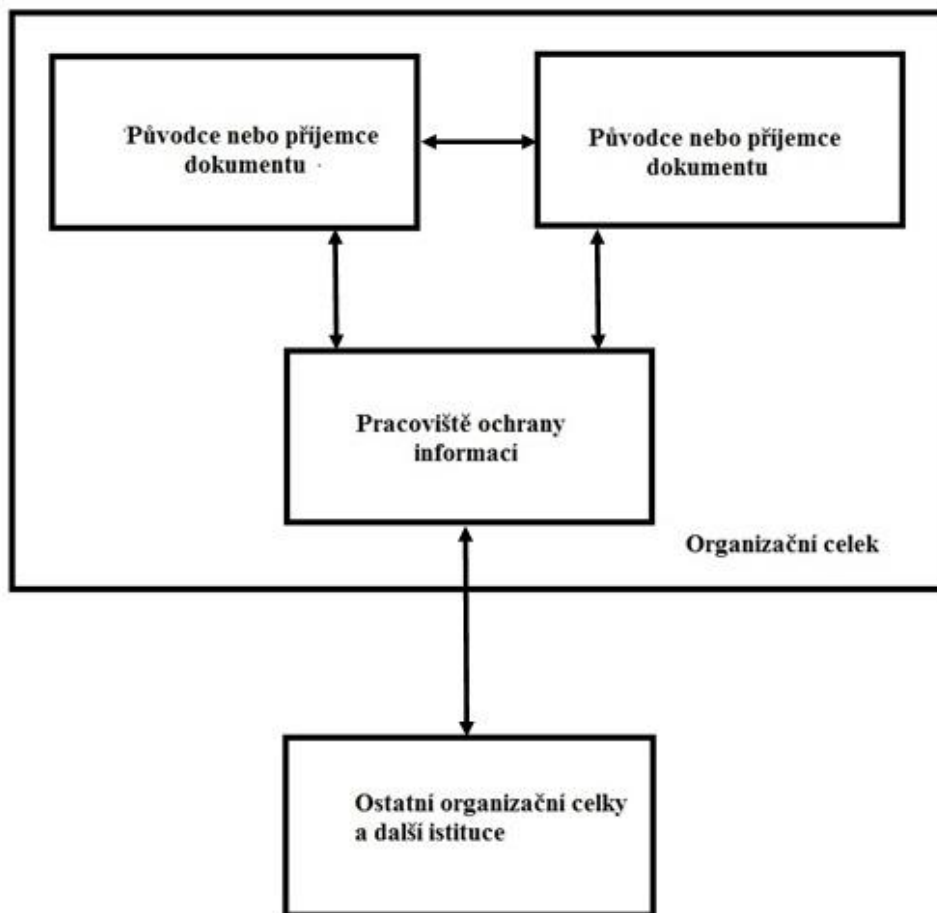 Původce nebo příjemce
dokumentu
Původce nebo příjemce
dokumentu
Pracoviště ochrany
informací
Organizační celek
Ostatní organizační celky
a další istituce